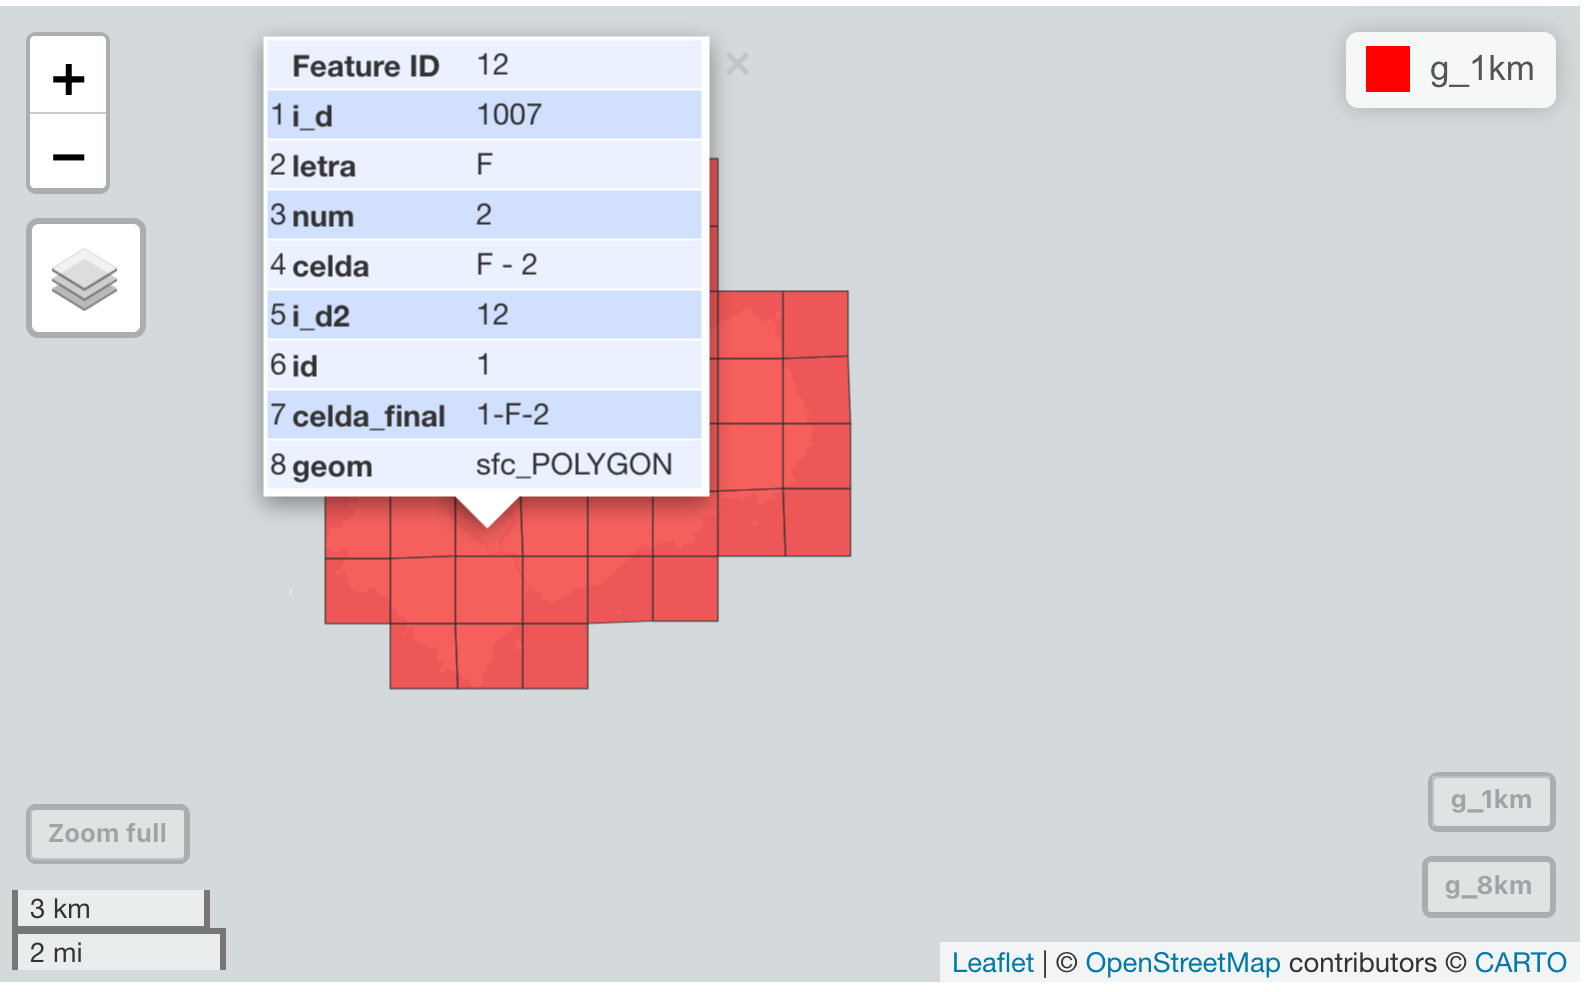 +
−
Feature ID 12
1 i_d 1007
2 letra F
3 num 2
4 celda F - 2
5 i_d2 12
6 id 1
7 celda_final 1-F-2
8 geom sfc_POLYGON
×
g_1km
Zoom full
3 km
2 mi
g_1km
g_8km
Leaflet | © OpenStreetMap contributors © CARTO